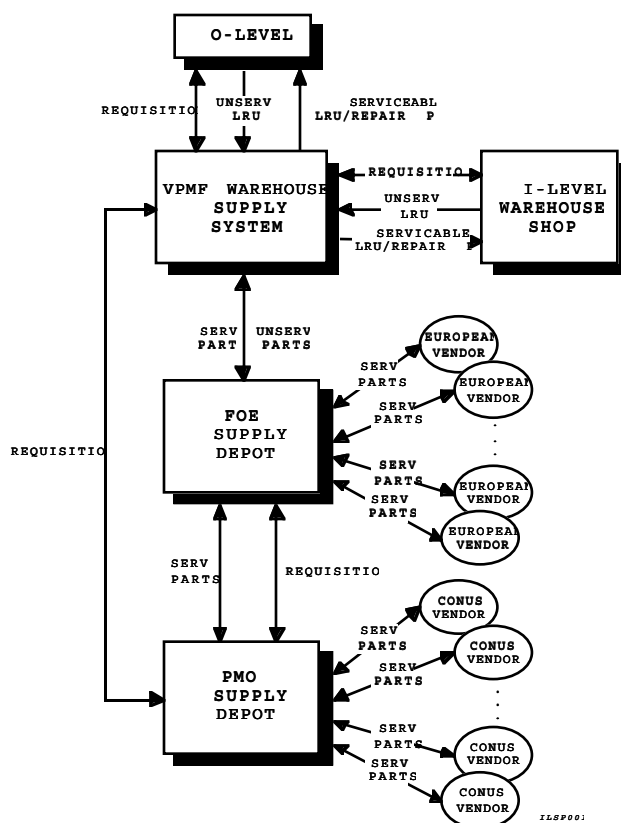 O-LEVEL
REQUISITIO
UNSERV
LRU
SERVICEABL
LRU/REPAIR P
VPMF WAREHOUSE
SUPPLY
SYSTEM
REQUISITIO
UNSERV
LRU
SERVICABLE
LRU/REPAIR P
I-LEVEL
WAREHOUSE
SHOP
SERV
PART
UNSERV
PARTS
REQUISITIO
FOE
SUPPLY
DEPOT
SERV
PARTS
EUROPEAN
VENDOR
SERV
PARTS
EUROPEAN
VENDOR
SERV
PARTS
EUROPEAN
VENDOR
SERV
PARTS
EUROPEAN
VENDOR
SERV
PARTS
REQUISITIO
PMO
SUPPLY
DEPOT
SERV
PARTS
CONUS
VENDOR
SERV
PARTS
CONUS
VENDOR
SERV
PARTS
CONUS
VENDOR
SERV
PARTS
CONUS
VENDOR
ILSP001